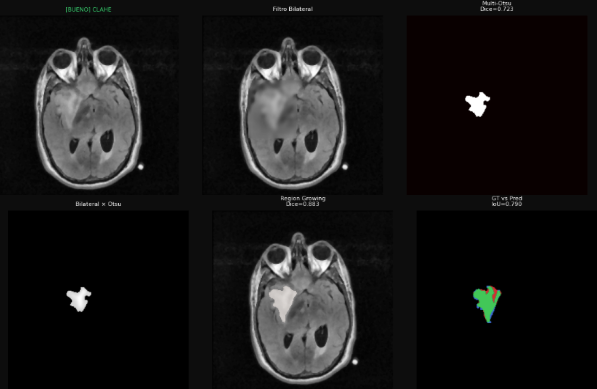 [BUENO] CLAHE
Filtro Bilateral
Multi-Otsu
Dice=0.723
Bilateral × Otsu
Region Growing
Dice=0.883
GT vs Pred
IoU=0.790